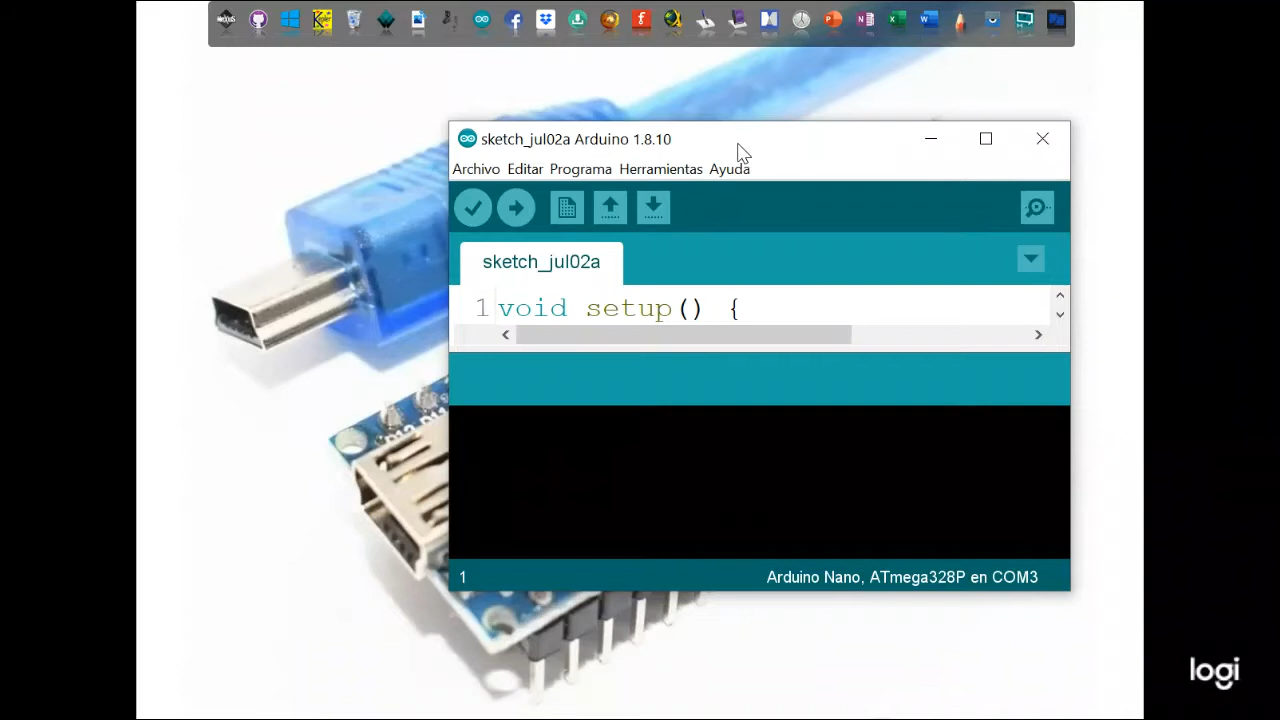 sketch_jul02a Arduino 1.8.10
Archivo Editar Programa Herramientas Ayuda
sketch_jul02a
1 void setup() {
1 Arduino Nano, ATmega328P en COM3
logi